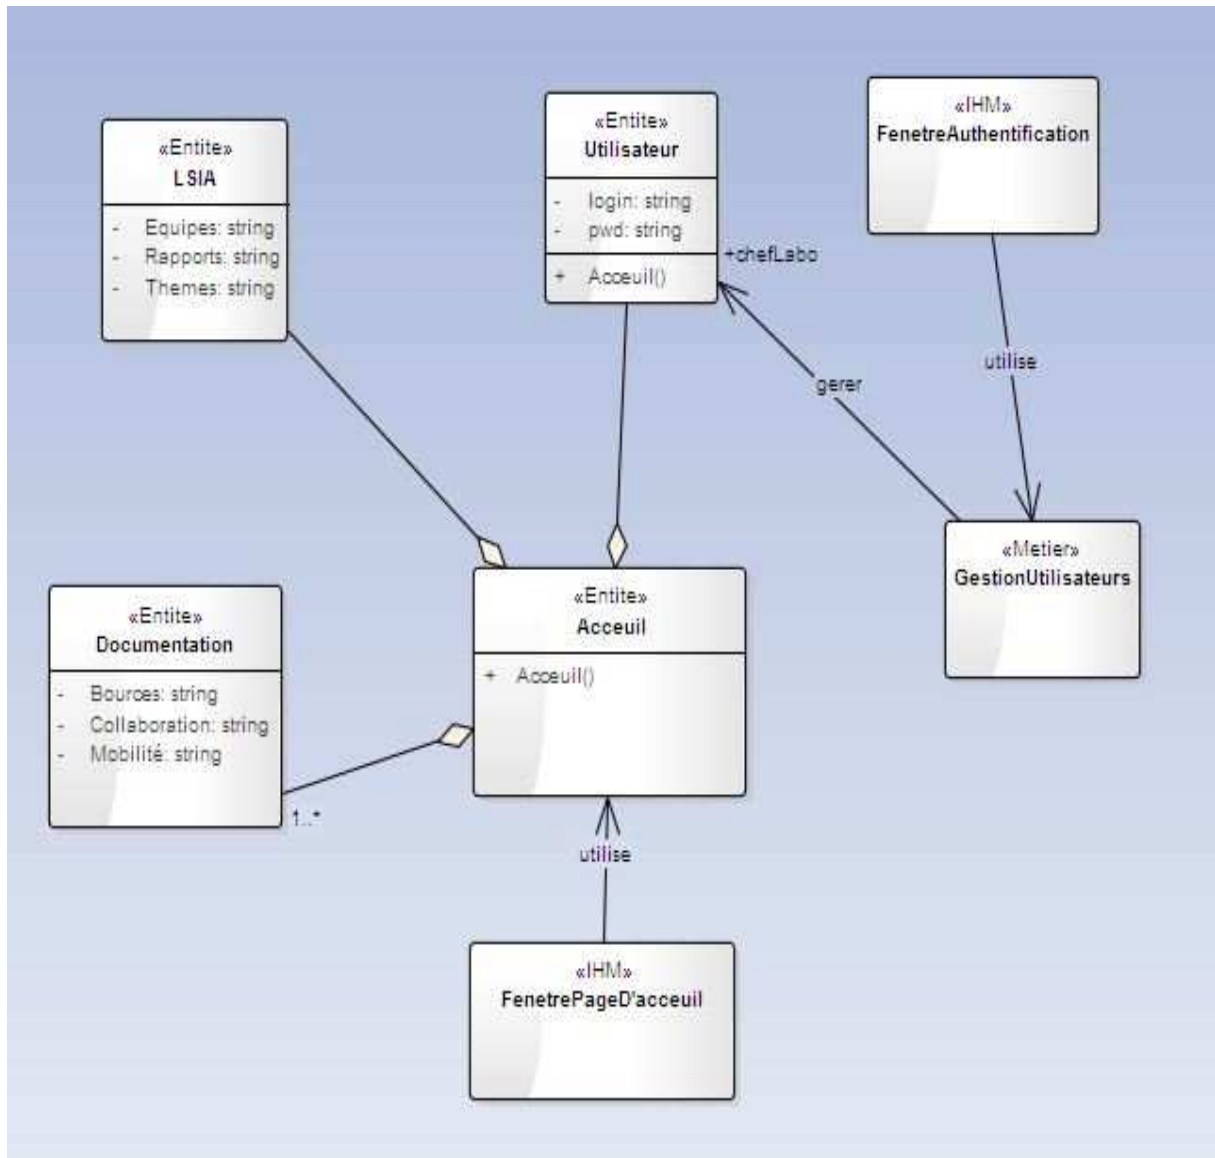 «IHM»
FenetreAuthentification
«Entite»
Utilisateur
- login: string
- pwd: string
+ Acceuil()
«Entite»
LSIA
- Equipes: string
- Rapports: string
- Themes: string
+chefLabo
utilise
gerer
«Metier»
GestionUtilisateurs
«Entite»
Acceuil
+ Acceuil()
«Entite»
Documentation
- Bources: string
- Collaboration: string
- Mobilité: string
1..*
utilise
«IHM»
FenetrePageD'acceuil